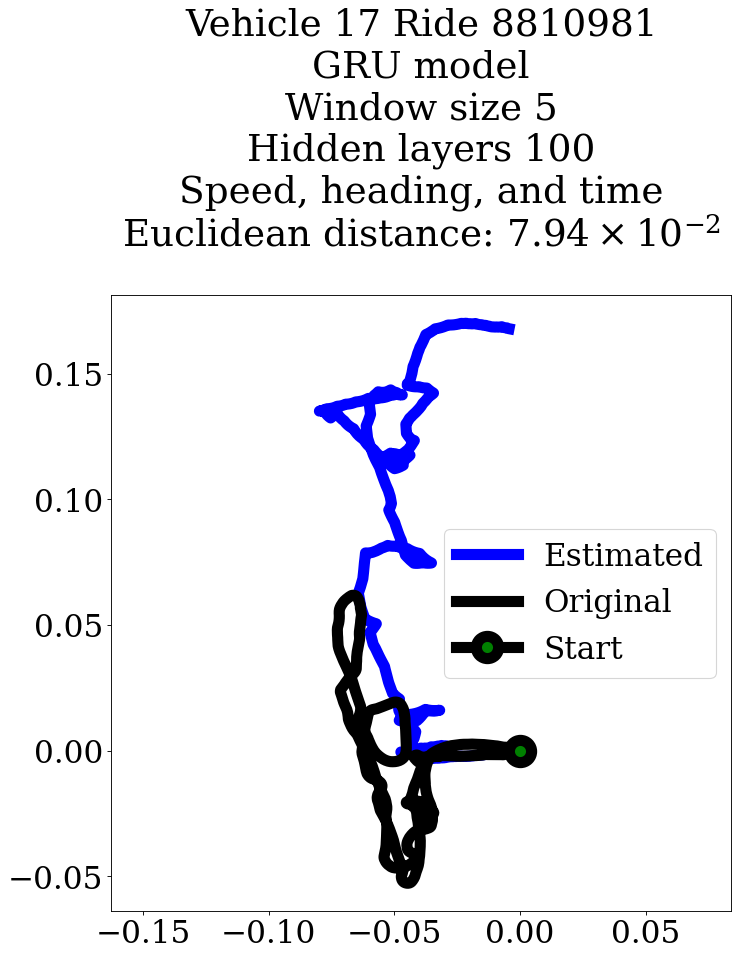 Vehicle 17 Ride 8810981
GRU model
Window size 5
Hidden layers 100
Speed, heading, and time
Euclidean distance: 7.94 × 10⁻²
0.15
0.10
0.05
0.00
−0.05
Estimated
Original
Start
−0.15 −0.10 −0.05 0.00 0.05